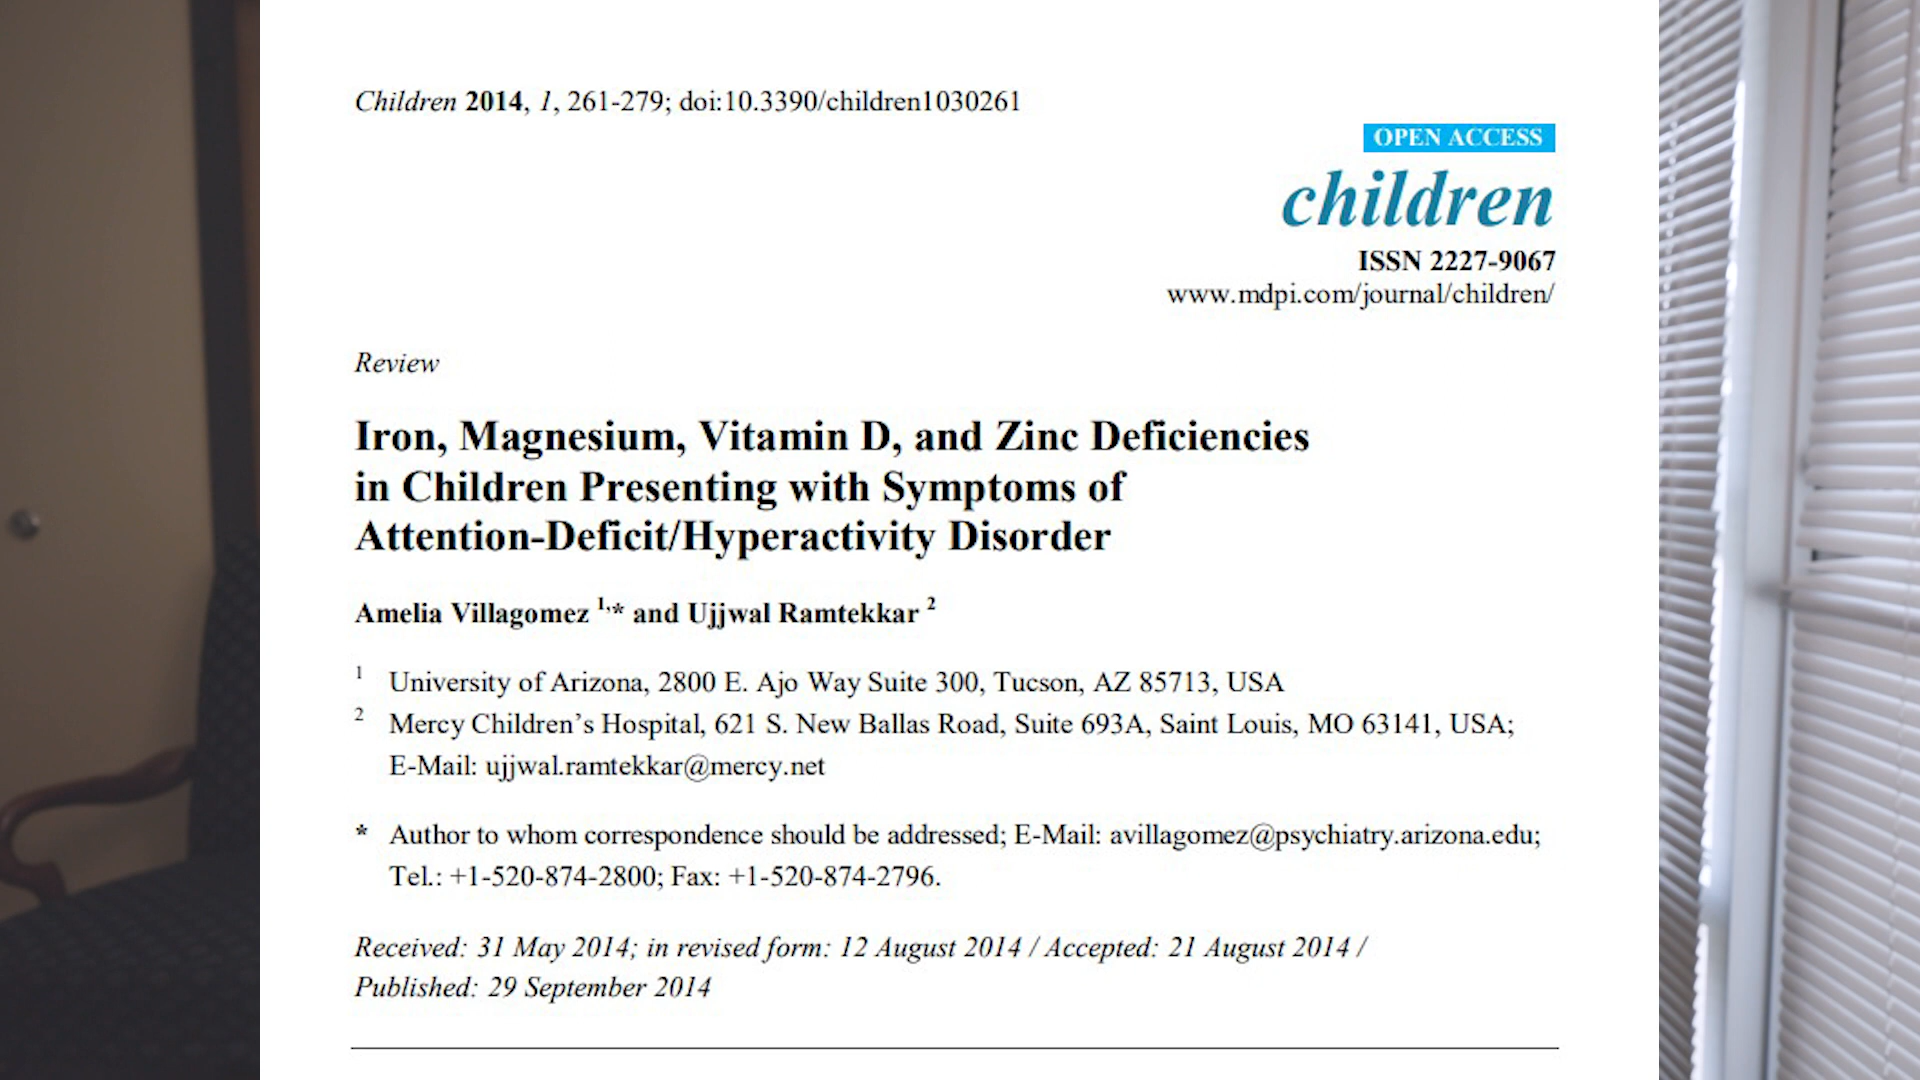 Children 2014, 1, 261-279; doi:10.3390/children1030261
OPEN ACCESS
children
ISSN 2227-9067
www.mdpi.com/journal/children/
Review
Iron, Magnesium, Vitamin D, and Zinc Deficiencies
in Children Presenting with Symptoms of
Attention-Deficit/Hyperactivity Disorder
Amelia Villagomez 1,* and Ujjwal Ramtekkar 2
1 University of Arizona, 2800 E. Ajo Way Suite 300, Tucson, AZ 85713, USA
2 Mercy Children’s Hospital, 621 S. New Ballas Road, Suite 693A, Saint Louis, MO 63141, USA;
E-Mail: ujjwal.ramtekkar@mercy.net
* Author to whom correspondence should be addressed; E-Mail: avillagomez@psychiatry.arizona.edu;
Tel.: +1-520-874-2800; Fax: +1-520-874-2796.
Received: 31 May 2014; in revised form: 12 August 2014 / Accepted: 21 August 2014 /
Published: 29 September 2014